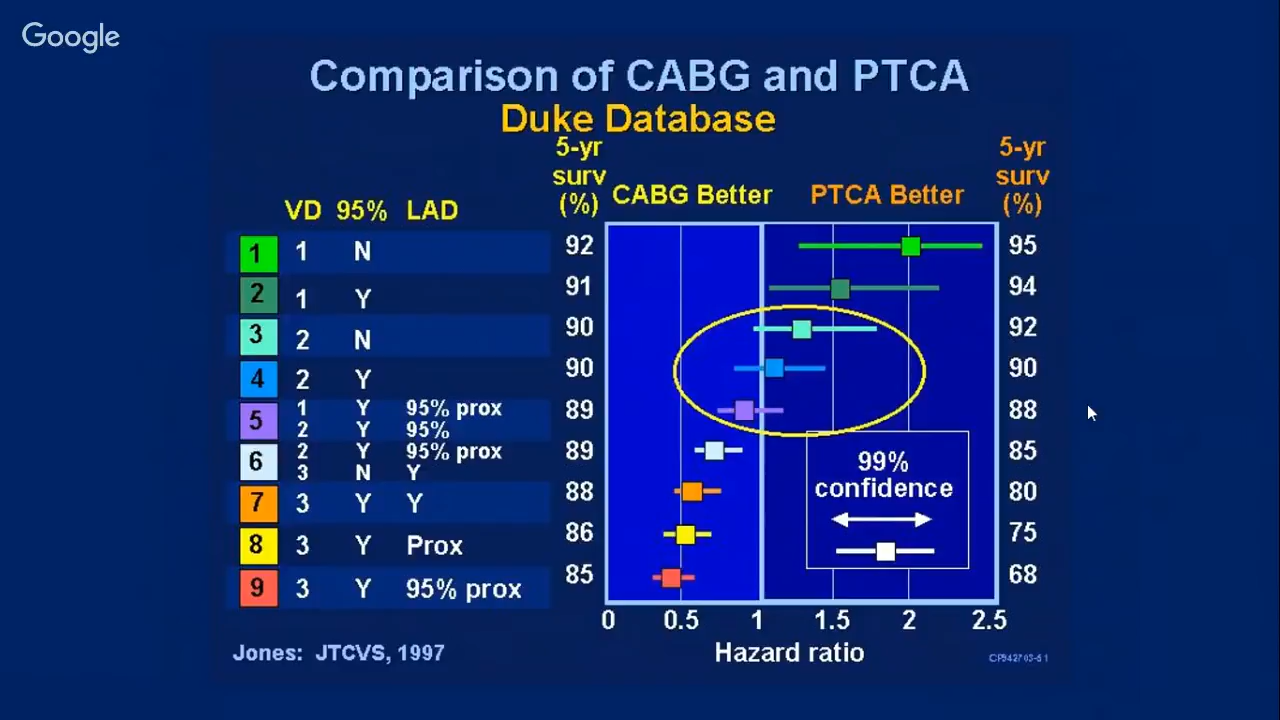 Google
Comparison of CABG and PTCA
Duke Database
5-yr surv (%)
CABG Better
PTCA Better
5-yr surv (%)
VD 95% LAD
1 1 N 92 95
2 1 Y 91 94
3 2 N 90 92
4 2 Y 90 90
5 1 Y 95% prox 89 88
2 Y 95%
6 2 Y 95% prox 89 85
3 N Y
7 3 Y Y 88 80
8 3 Y Prox 86 75
9 3 Y 95% prox 85 68
99%
confidence
0 0.5 1 1.5 2 2.5
Hazard ratio
Jones: JTCVS, 1997